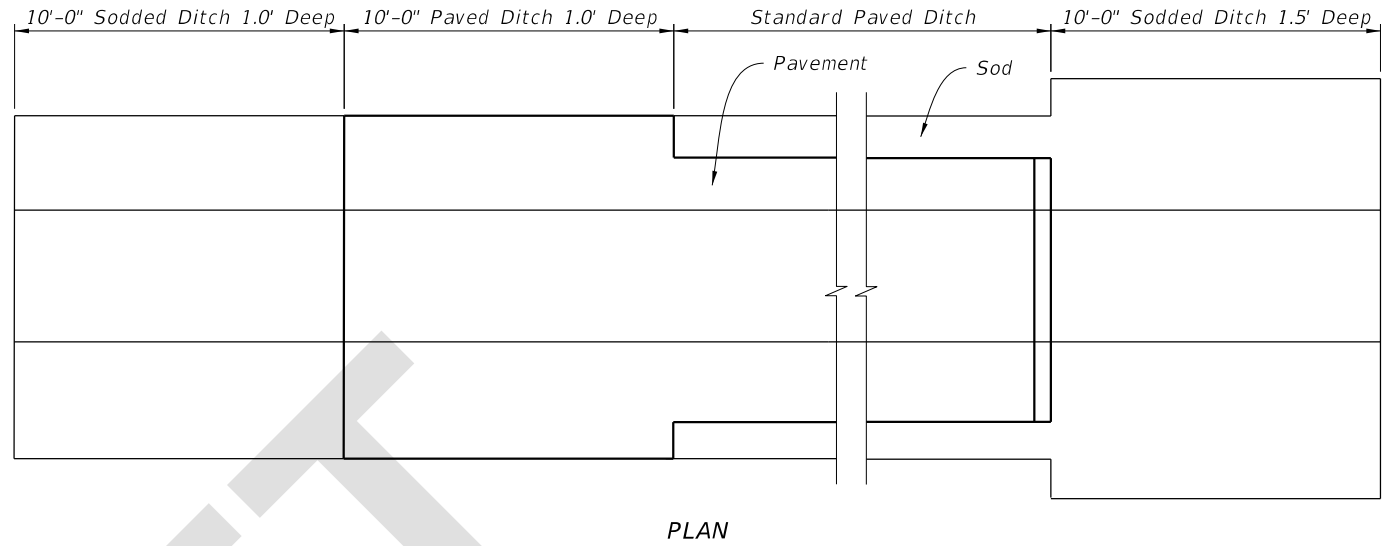 10'-0" Sodded Ditch 1.0' Deep
10'-0" Paved Ditch 1.0' Deep
Standard Paved Ditch
10'-0" Sodded Ditch 1.5' Deep
Pavement
Sod
PLAN